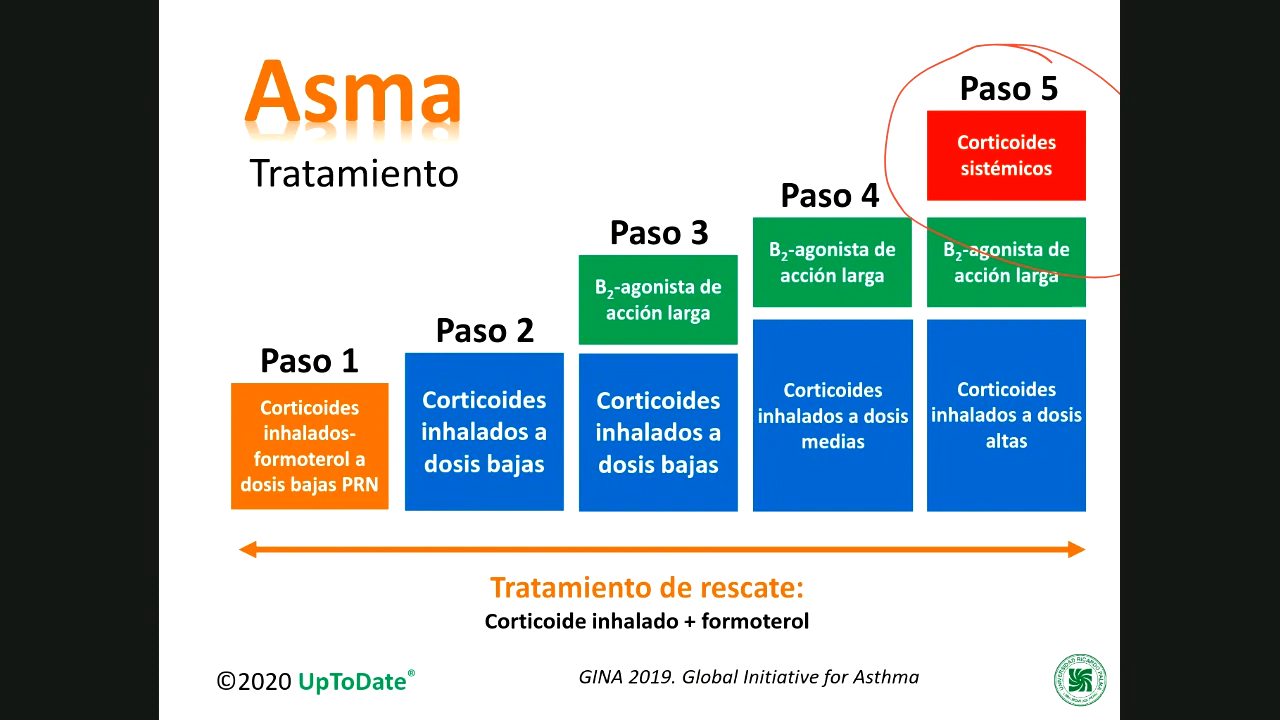 Asma
Tratamiento
Paso 1
Corticoides
inhalados-
formoterol a
dosis bajas PRN
Paso 2
Corticoides
inhalados a
dosis bajas
Paso 3
B2-agonista de
acción larga
Corticoides
inhalados a
dosis bajas
Paso 4
B2-agonista de
acción larga
Corticoides
inhalados a dosis
medias
Paso 5
Corticoides
sistémicos
B2-agonista de
acción larga
Corticoides
inhalados a dosis
altas
Tratamiento de rescate:
Corticoide inhalado + formoterol
©2020 UpToDate®
GINA 2019. Global Initiative for Asthma